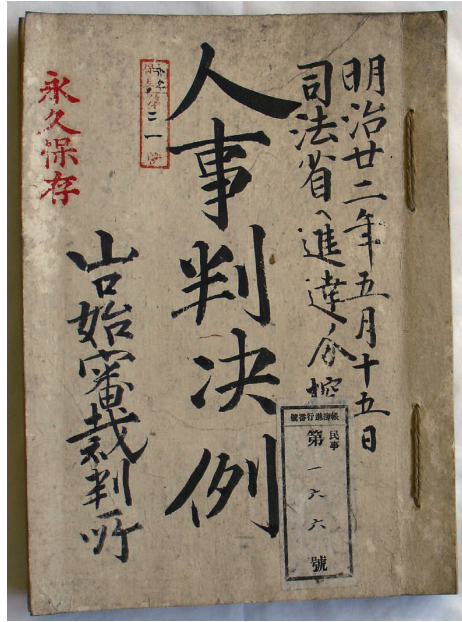 明治廿二年五月十五日
司法省へ進達分控
人事判決例
山口始審裁判所
永久保存
民事
第一六六號